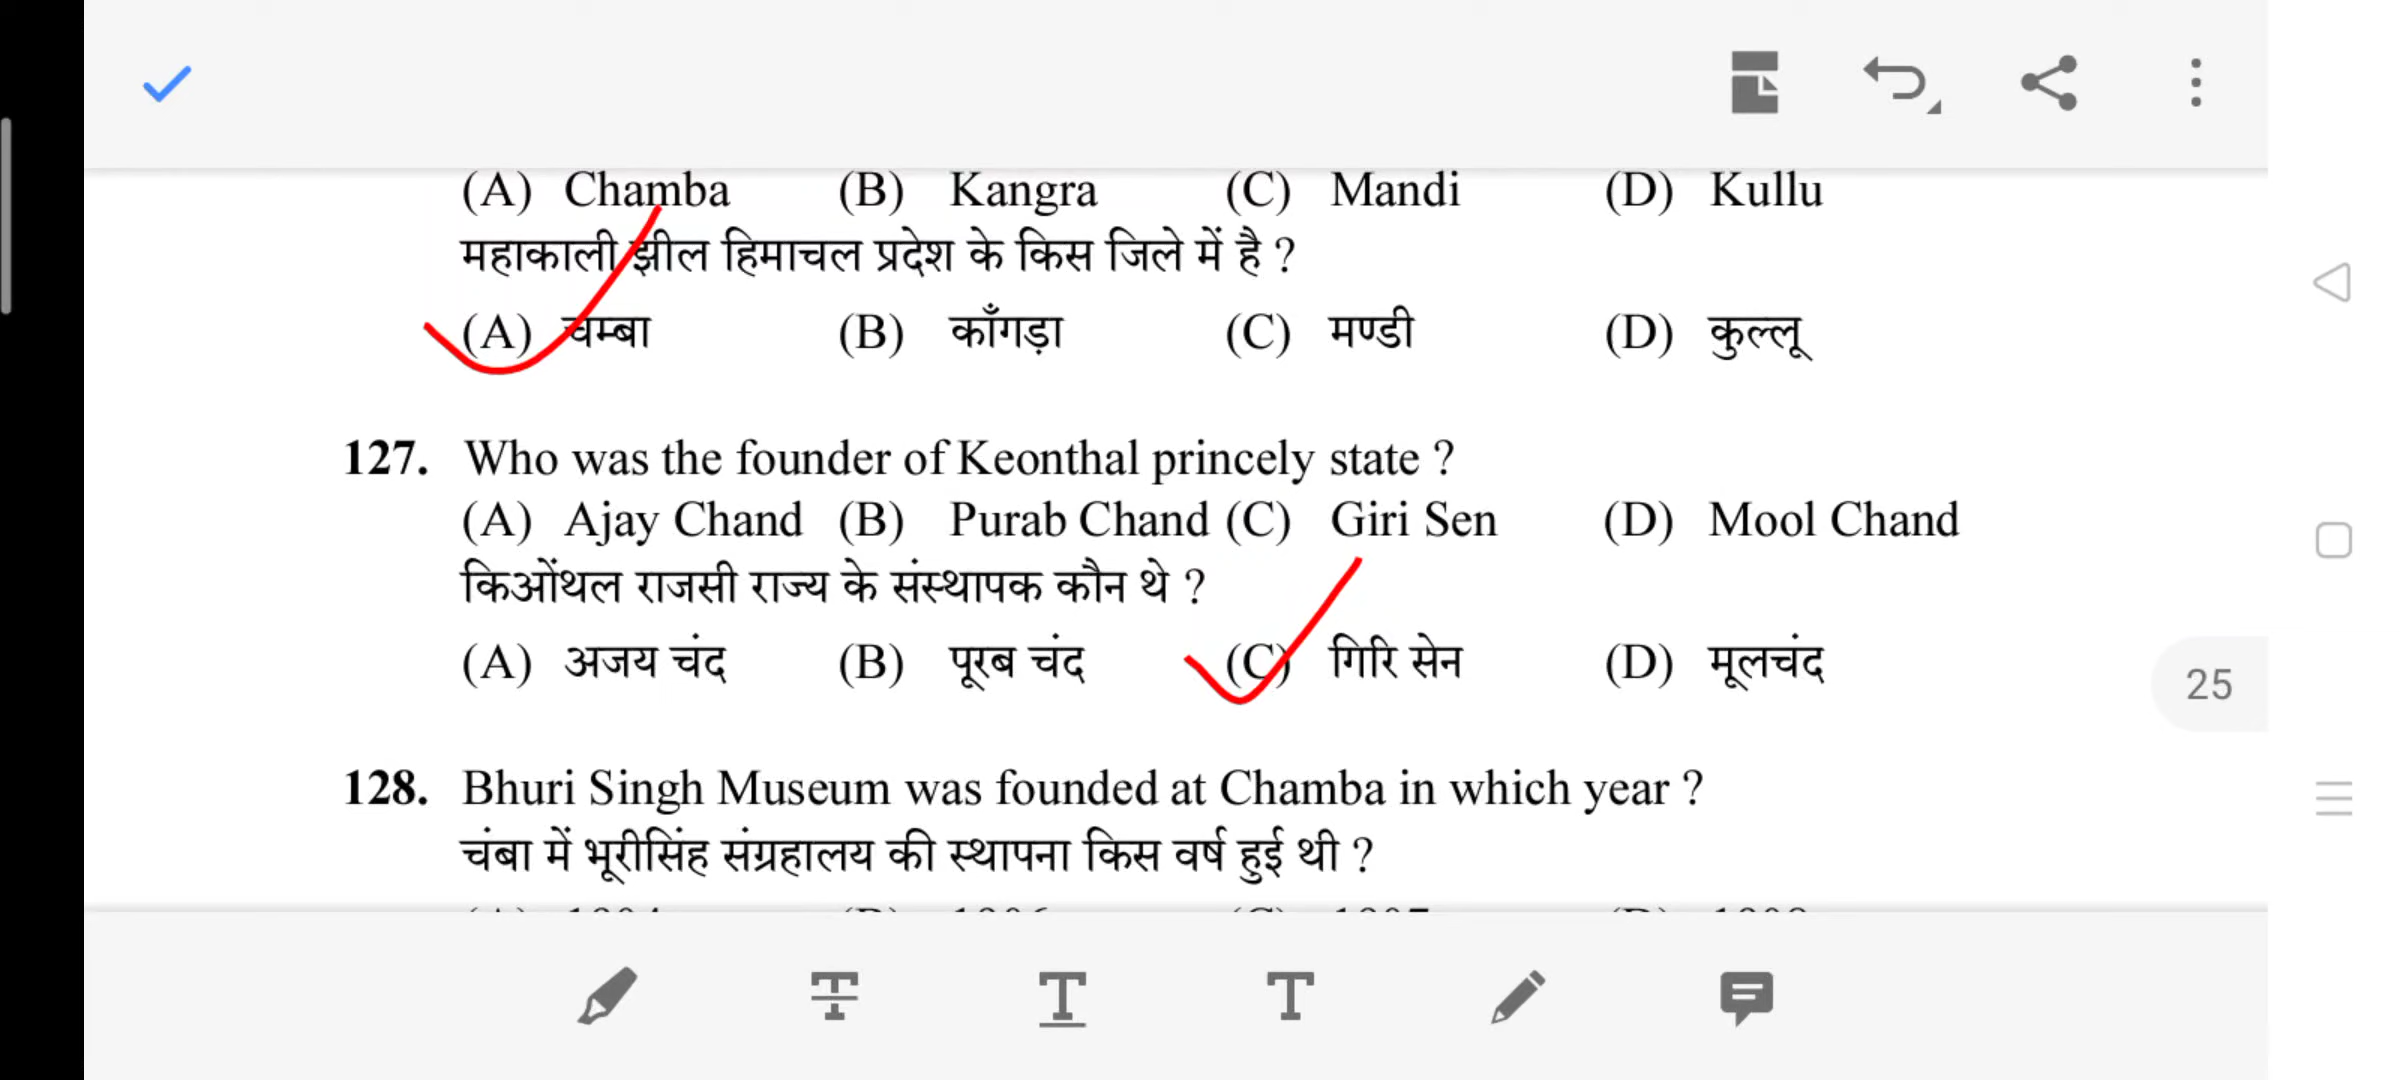 (A) Chamba (B) Kangra (C) Mandi (D) Kullu
महाकाली झील हिमाचल प्रदेश के किस जिले में है ?
(A) चम्बा (B) काँगड़ा (C) मण्डी (D) कुल्लू
127. Who was the founder of Keonthal princely state ?
(A) Ajay Chand (B) Purab Chand (C) Giri Sen (D) Mool Chand
किओंथल राजसी राज्य के संस्थापक कौन थे ?
(A) अजय चंद (B) पूरब चंद (C) गिरि सेन (D) मूलचंद
25
128. Bhuri Singh Museum was founded at Chamba in which year ?
चंबा में भूरीसिंह संग्रहालय की स्थापना किस वर्ष हुई थी ?